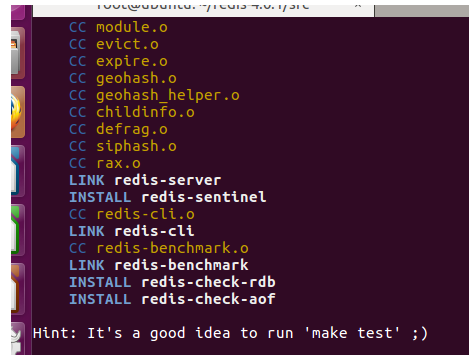 root@ubuntu: ~/redis-4.0.1/src
CC module.o
CC evict.o
CC expire.o
CC geohash.o
CC geohash_helper.o
CC childinfo.o
CC defrag.o
CC siphash.o
CC rax.o
LINK redis-server
INSTALL redis-sentinel
CC redis-cli.o
LINK redis-cli
CC redis-benchmark.o
LINK redis-benchmark
INSTALL redis-check-rdb
INSTALL redis-check-aof
Hint: It's a good idea to run 'make test' ;)